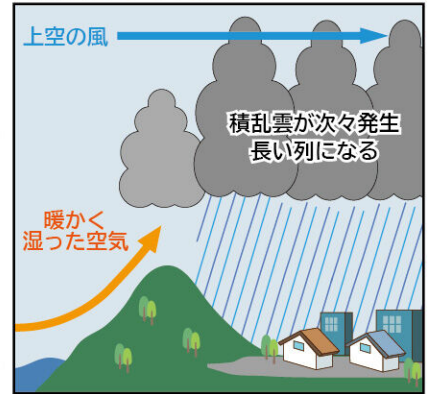 上空の風
積乱雲が次々発生
長い列になる
暖かく
湿った空気